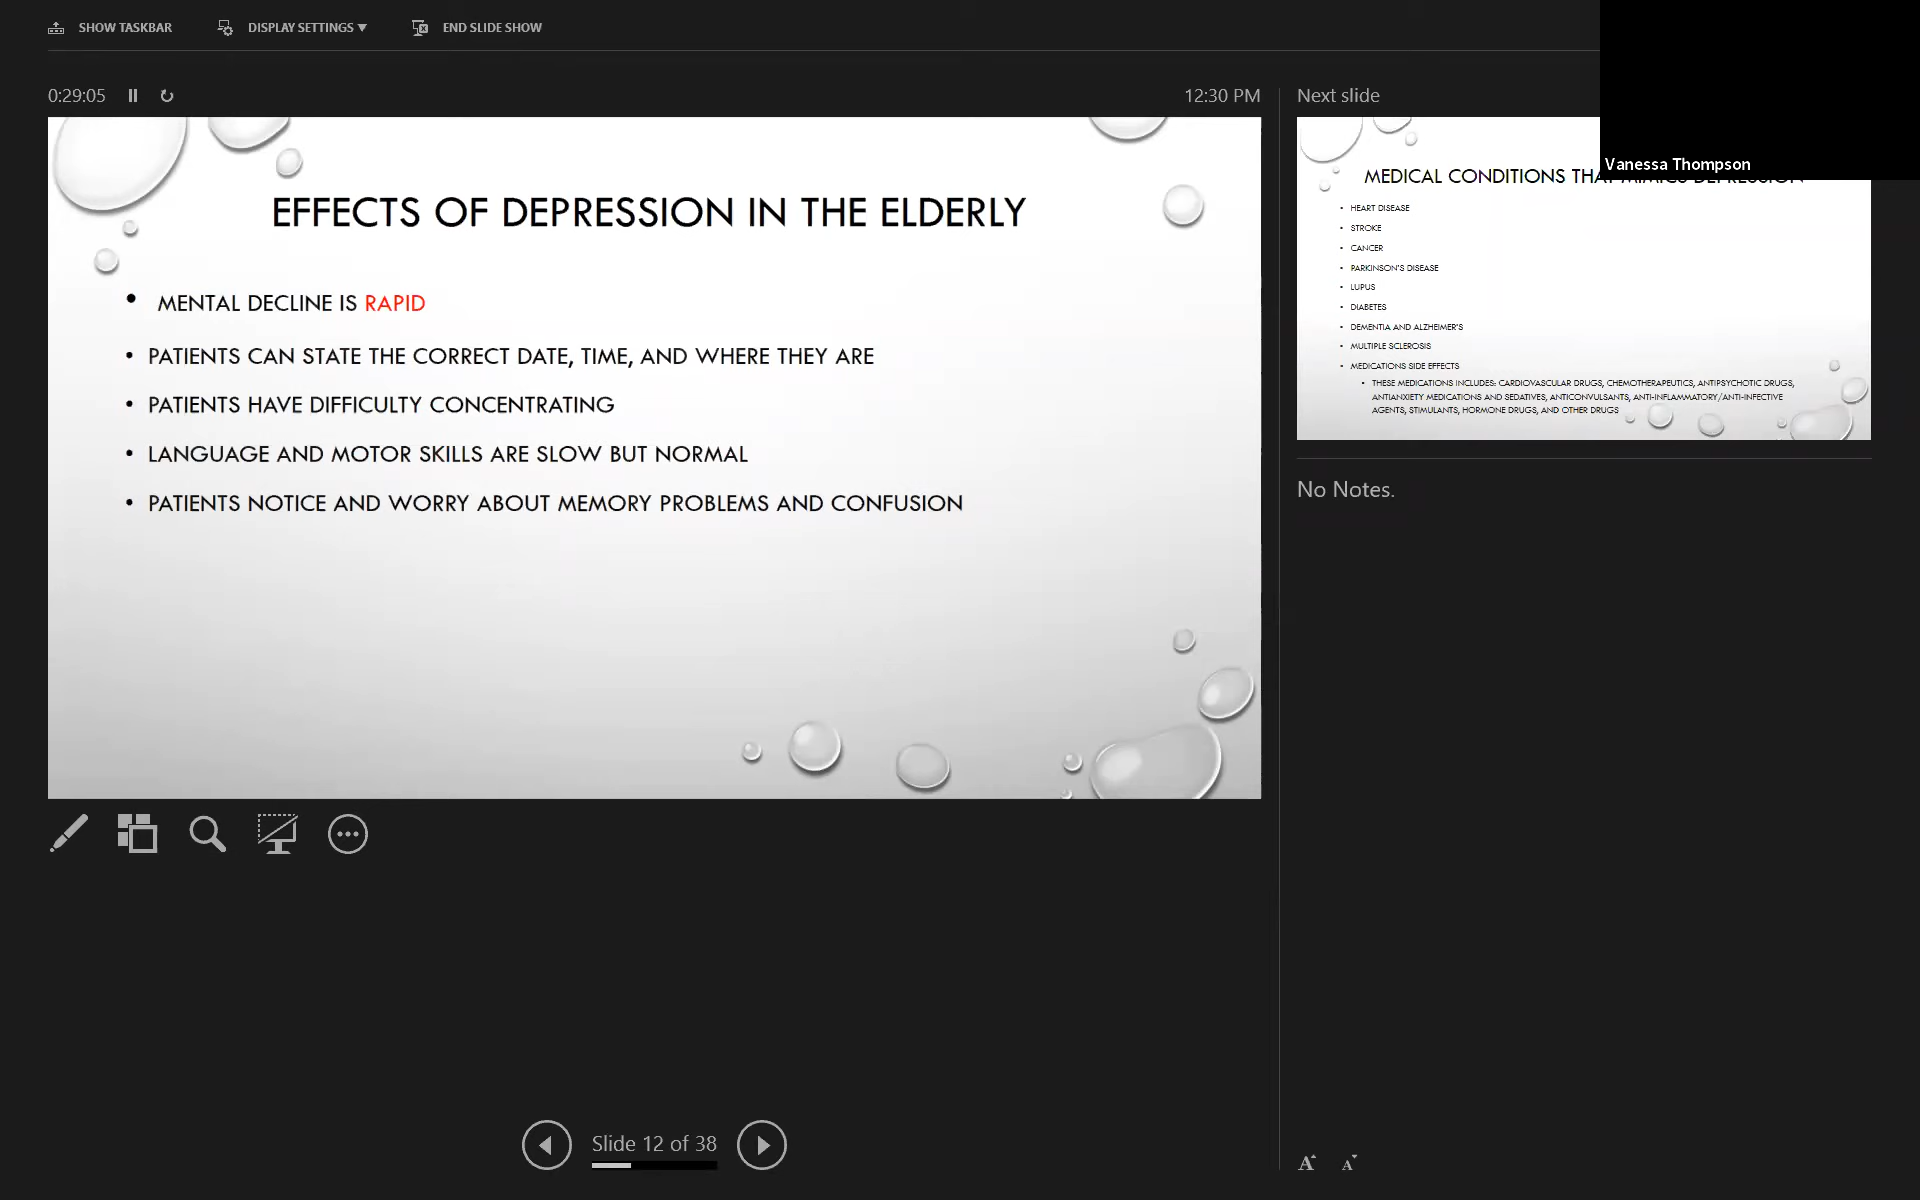 SHOW TASKBAR
DISPLAY SETTINGS ▼
END SLIDE SHOW
0:29:05
12:30 PM
EFFECTS OF DEPRESSION IN THE ELDERLY
• MENTAL DECLINE IS RAPID
• PATIENTS CAN STATE THE CORRECT DATE, TIME, AND WHERE THEY ARE
• PATIENTS HAVE DIFFICULTY CONCENTRATING
• LANGUAGE AND MOTOR SKILLS ARE SLOW BUT NORMAL
• PATIENTS NOTICE AND WORRY ABOUT MEMORY PROBLEMS AND CONFUSION
Next slide
Vanessa Thompson
MEDICAL CONDITIONS THAT MIMICS DEPRESSION
• HEART DISEASE
• STROKE
• CANCER
• PARKINSON'S DISEASE
• LUPUS
• DIABETES
• DEMENTIA AND ALZHEIMER'S
• MULTIPLE SCLEROSIS
• MEDICATIONS SIDE EFFECTS
• THESE MEDICATIONS INCLUDES: CARDIOVASCULAR DRUGS, CHEMOTHERAPEUTICS, ANTIPSYCHOTIC DRUGS,
ANTIANXIETY MEDICATIONS AND SEDATIVES, ANTICONVULSANTS, ANTI-INFLAMMATORY/ANTI-INFECTIVE
AGENTS, STIMULANTS, HORMONE DRUGS, AND OTHER DRUGS
No Notes.
Slide 12 of 38
A A